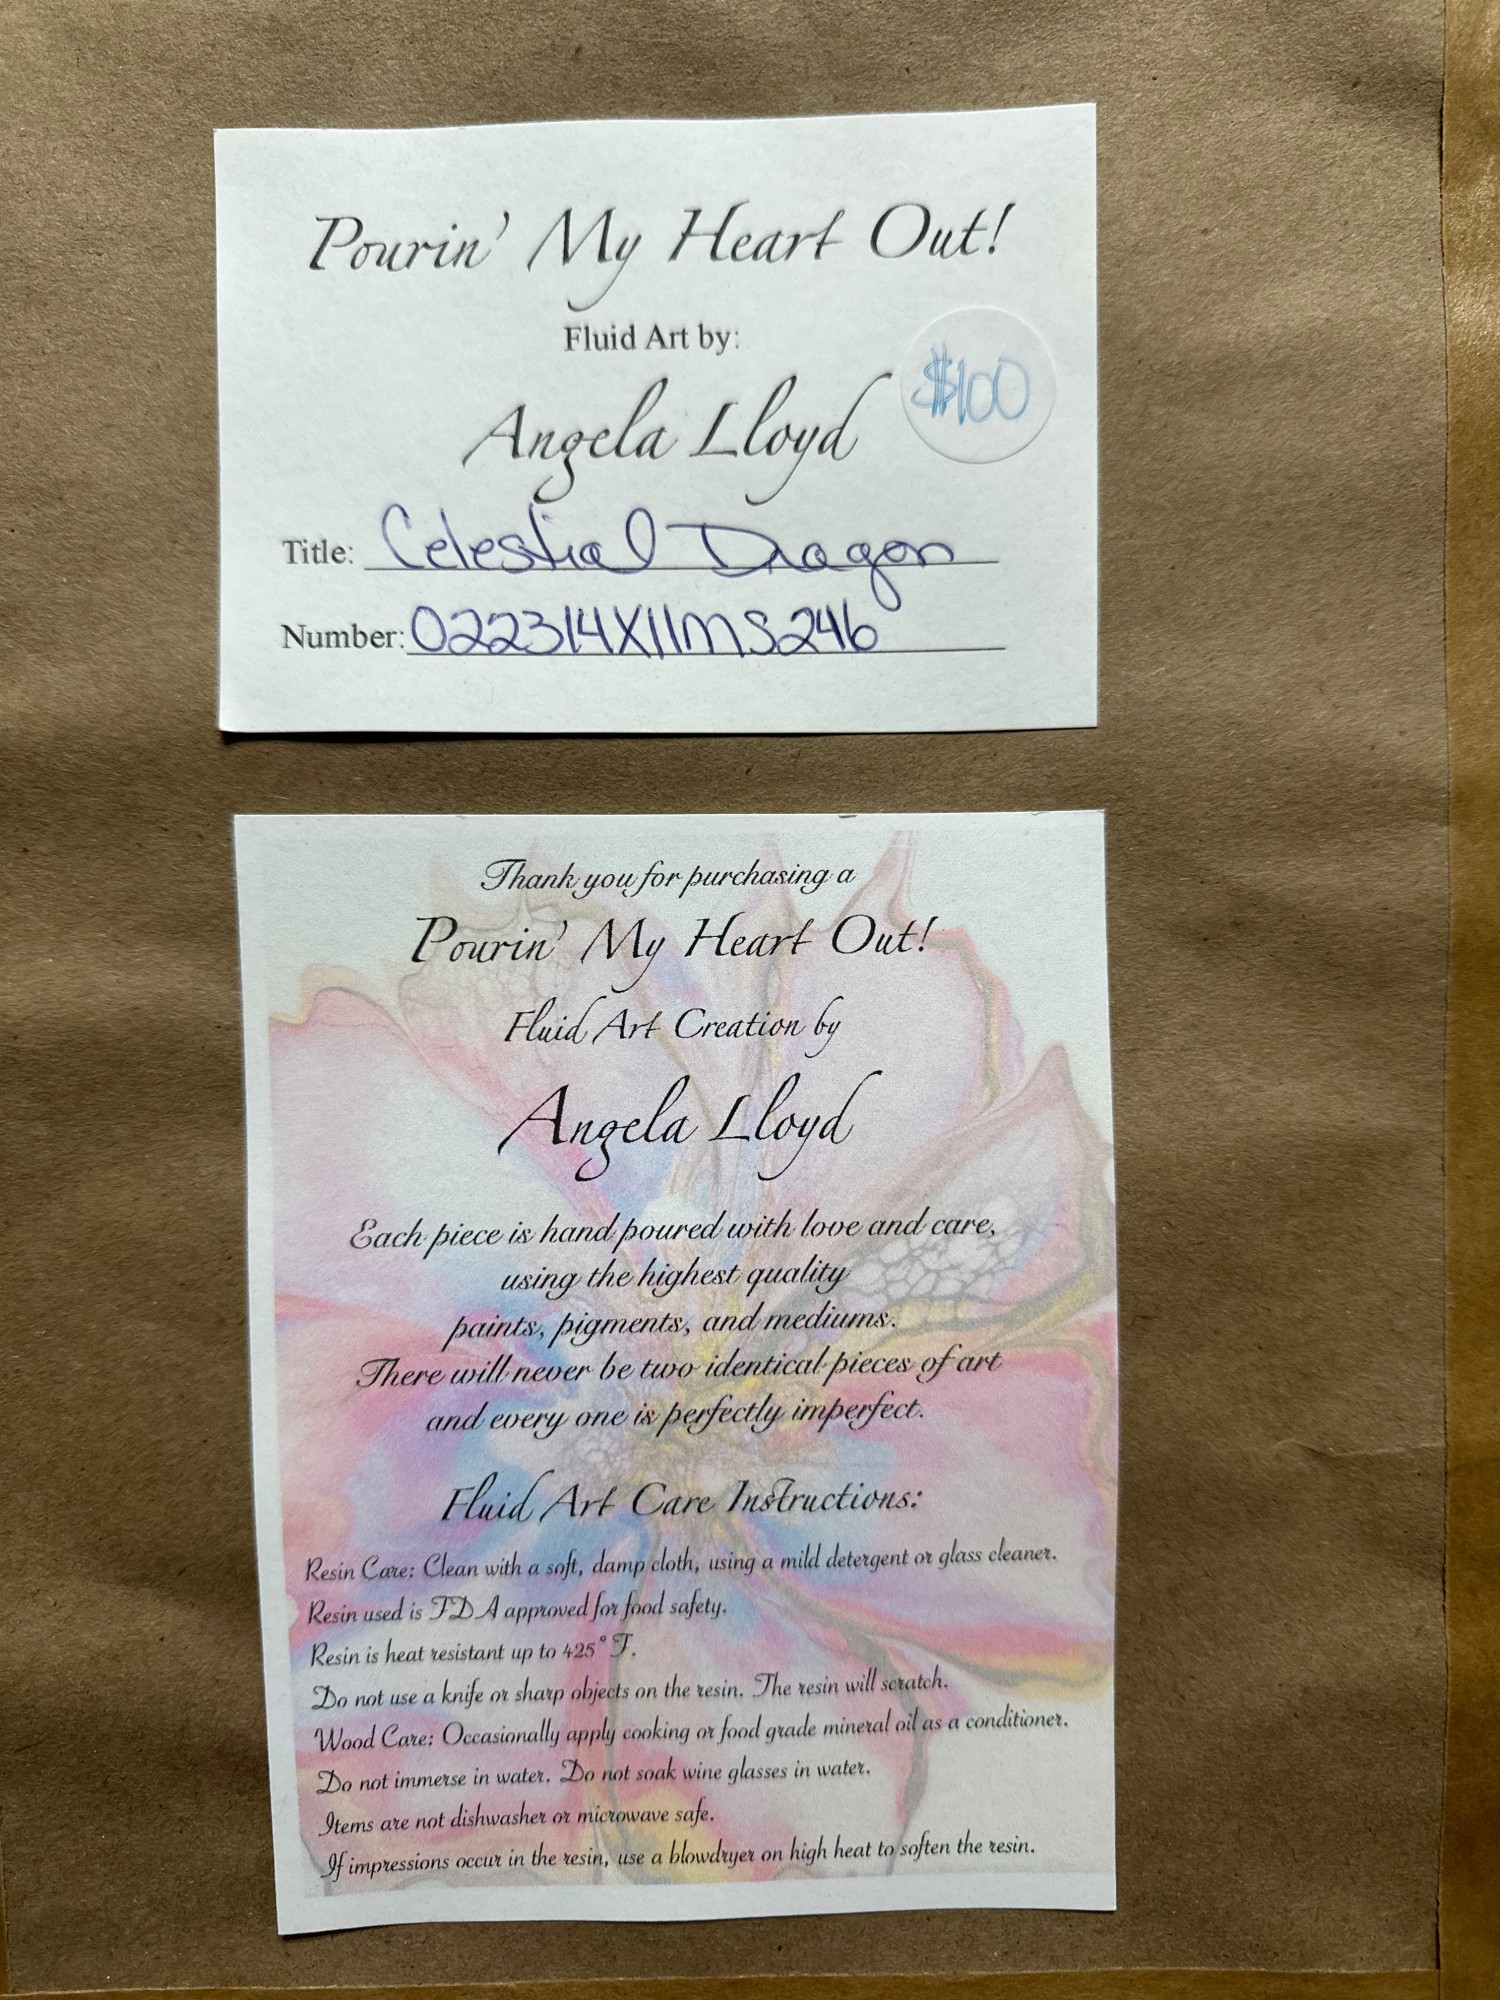 Pourin' My Heart Out!
Fluid Art by:
$100
Angela Lloyd
Title: Celestial Dragon
Number: 022314X11MS246
Thank you for purchasing a
Pourin' My Heart Out!
Fluid Art Creation by
Angela Lloyd
Each piece is hand poured with love and care,
using the highest quality
paints, pigments, and mediums.
There will never be two identical pieces of art
and every one is perfectly imperfect.
Fluid Art Care Instructions:
Resin Care: Clean with a soft, damp cloth, using a mild detergent or glass cleaner.
Resin used is FDA approved for food safety.
Resin is heat resistant up to 425° F.
Do not use a knife or sharp objects on the resin. The resin will scratch.
Wood Care: Occasionally apply cooking or food grade mineral oil as a conditioner.
Do not immerse in water. Do not soak wine glasses in water.
Items are not dishwasher or microwave safe.
If impressions occur in the resin, use a blowdryer on high heat to soften the resin.